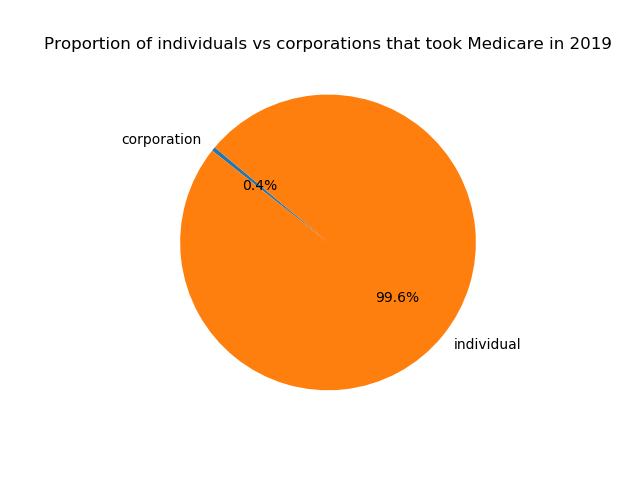 Proportion of individuals vs corporations that took Medicare in 2019
corporation
0.4%
99.6%
individual